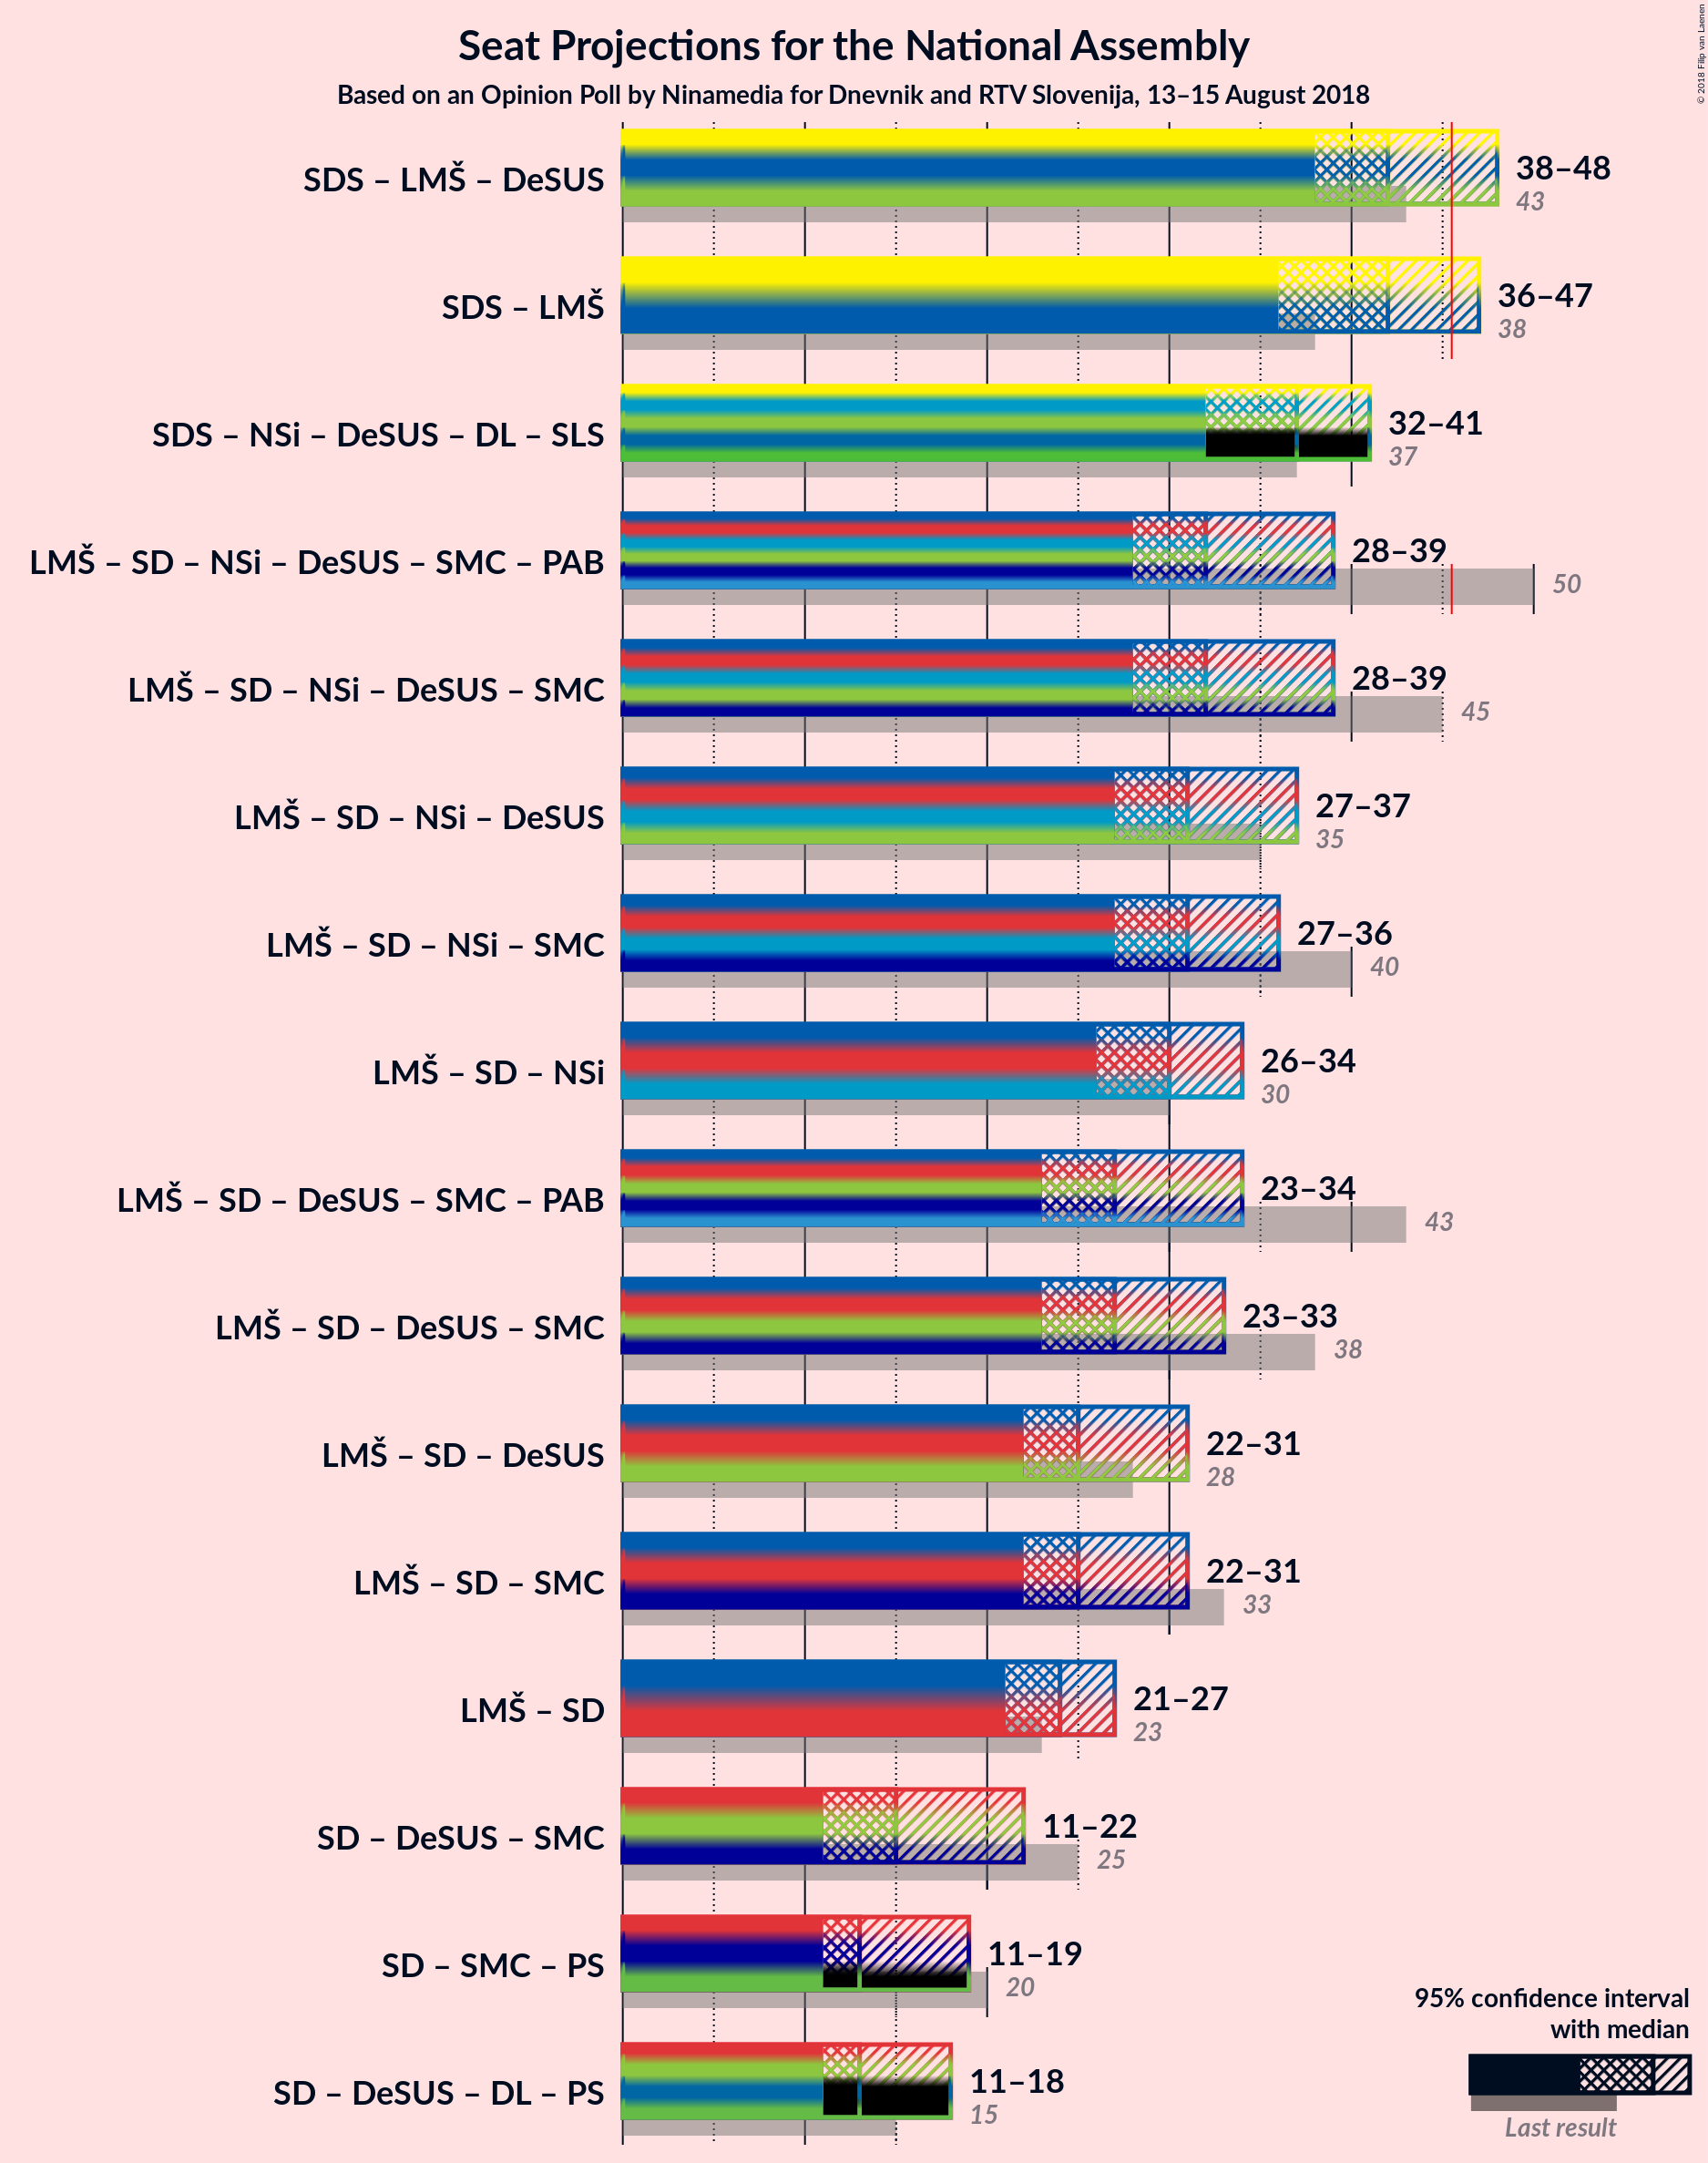 Seat Projections for the National Assembly
Based on an Opinion Poll by Ninamedia for Dnevnik and RTV Slovenija, 13–15 August 2018
© 2018 Filip van Laenen
SDS – LMŠ – DeSUS
38–48
43
SDS – LMŠ
36–47
38
SDS – NSi – DeSUS – DL – SLS
32–41
37
LMŠ – SD – NSi – DeSUS – SMC – PAB
28–39
50
LMŠ – SD – NSi – DeSUS – SMC
28–39
45
LMŠ – SD – NSi – DeSUS
27–37
35
LMŠ – SD – NSi – SMC
27–36
40
LMŠ – SD – NSi
26–34
30
LMŠ – SD – DeSUS – SMC – PAB
23–34
43
LMŠ – SD – DeSUS – SMC
23–33
38
LMŠ – SD – DeSUS
22–31
28
LMŠ – SD – SMC
22–31
33
LMŠ – SD
21–27
23
SD – DeSUS – SMC
11–22
25
SD – SMC – PS
11–19
20
SD – DeSUS – DL – PS
11–18
15
95% confidence interval
with median
Last result